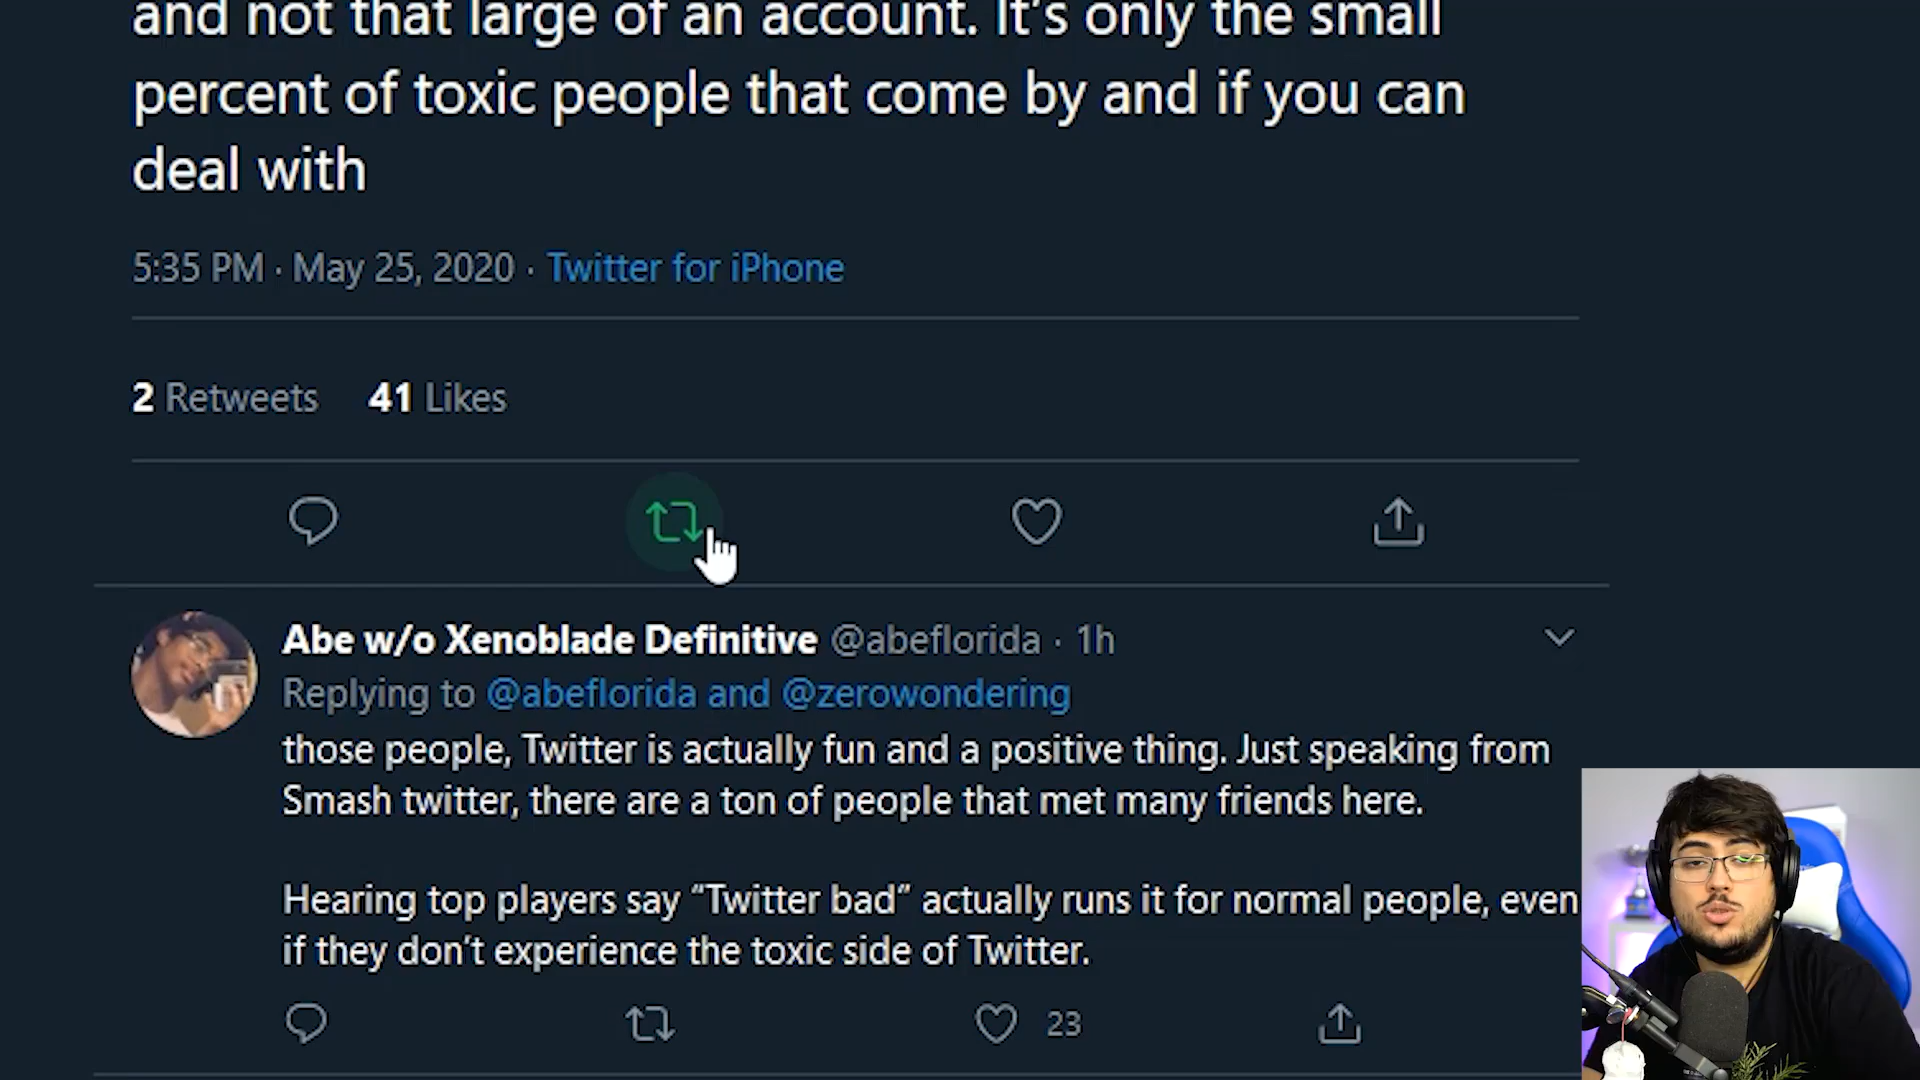 and not that large of an account. It's only the small
percent of toxic people that come by and if you can
deal with
5:35 PM · May 25, 2020 · Twitter for iPhone
2 Retweets 41 Likes
Abe w/o Xenoblade Definitive @abeflorida · 1h
Replying to @abeflorida and @zerowondering
those people, Twitter is actually fun and a positive thing. Just speaking from
Smash twitter, there are a ton of people that met many friends here.
Hearing top players say “Twitter bad” actually runs it for normal people, even
if they don’t experience the toxic side of Twitter.
23